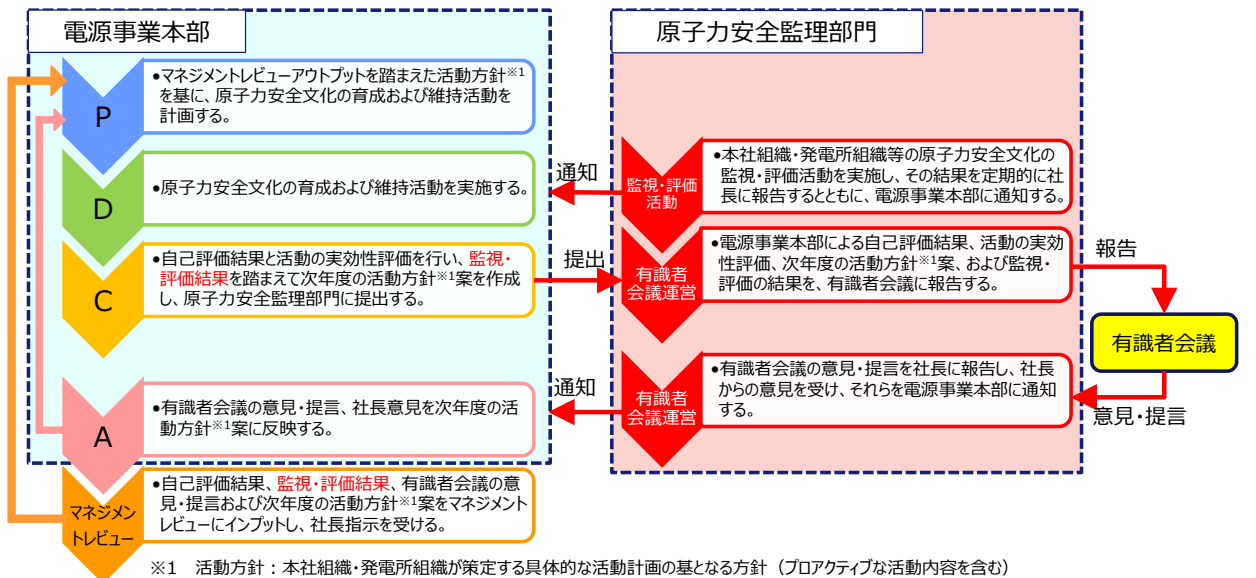 電源事業本部
P
●マネジメントレビューアウトプットを踏まえた活動方針※1
を基に、原子力安全文化の育成および維持活動を
計画する。
D
●原子力安全文化の育成および維持活動を実施する。
C
●自己評価結果と活動の実効性評価を行い、監視・
評価結果を踏まえて次年度の活動方針※1案を作成
し、原子力安全監理部門に提出する。
A
●有識者会議の意見・提言、社長意見を次年度の活
動方針※1案に反映する。
マネジメン
トレビュー
●自己評価結果、監視・評価結果、有識者会議の意
見・提言および次年度の活動方針※1案をマネジメント
レビューにインプットし、社長指示を受ける。
通知
提出
通知
原子力安全監理部門
監視・評価
活動
●本社組織・発電所組織等の原子力安全文化の
監視・評価活動を実施し、その結果を定期的に社
長に報告するとともに、電源事業本部に通知する。
有識者
会議運営
●電源事業本部による自己評価結果、活動の実効
性評価、次年度の活動方針※1案、および監視・
評価の結果を、有識者会議に報告する。
有識者
会議運営
●有識者会議の意見・提言を社長に報告し、社長
からの意見を受け、それらを電源事業本部に通知
する。
報告
有識者会議
意見・提言
※1 活動方針：本社組織・発電所組織が策定する具体的な活動計画の基となる方針（プロアクティブな活動内容を含む）